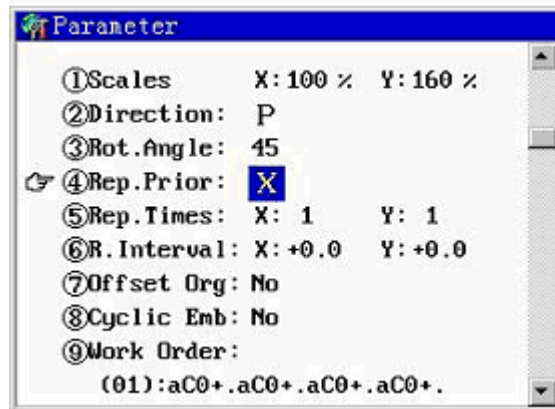 Parameter
①Scales X:100 % Y:160 %
②Direction: P
③Rot.Angle: 45
④Rep.Prior: X
⑤Rep.Times: X: 1 Y: 1
⑥R.Interval: X:+0.0 Y:+0.0
⑦Offset Org: No
⑧Cyclic Emb: No
⑨Work Order:
(01):aC0+.aC0+.aC0+.aC0+.